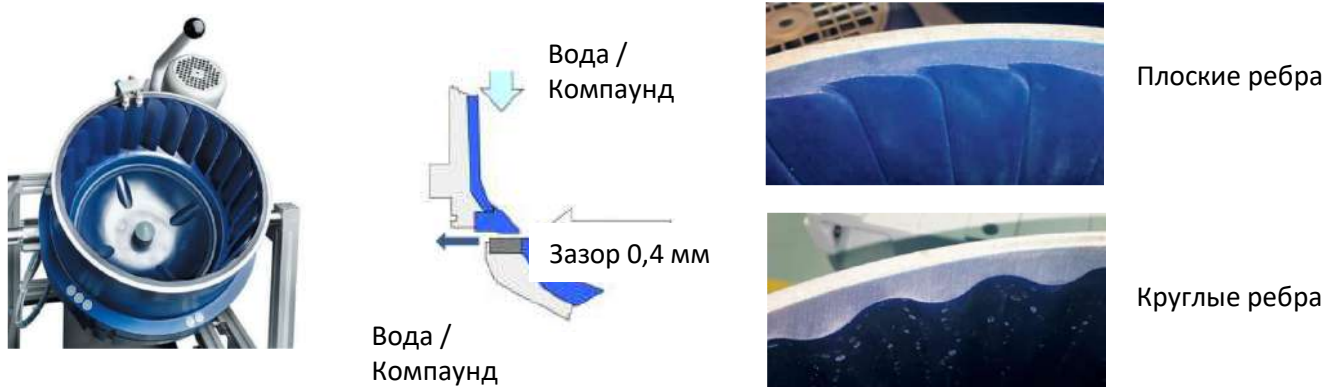 Вода /
Компаунд
Зазор 0,4 мм
Вода /
Компаунд
Плоские ребра
Круглые ребра